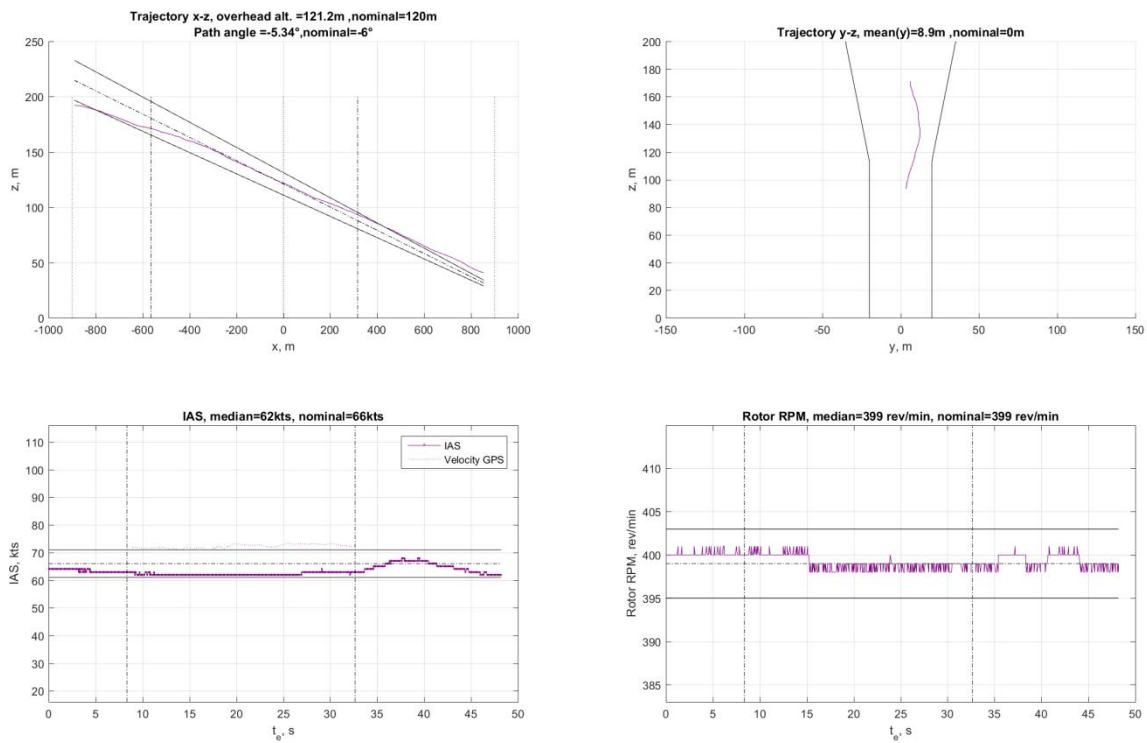 Trajectory x-z, overhead alt. =121.2m ,nominal=120m
Path angle =-5.34°,nominal=-6°
250
200
150
100
50
0
z, m
-1000 -800 -600 -400 -200 0 200 400 600 800 1000
x, m
Trajectory y-z, mean(y)=8.9m ,nominal=0m
200
180
160
140
120
100
80
60
40
20
0
z, m
-150 -100 -50 0 50 100 150
y, m
IAS, median=62kts, nominal=66kts
110
100
90
80
70
60
50
40
30
20
IAS, kts
IAS
Velocity GPS
0 5 10 15 20 25 30 35 40 45 50
t_e, s
Rotor RPM, median=399 rev/min, nominal=399 rev/min
410
405
400
395
390
385
Rotor RPM, rev/min
0 5 10 15 20 25 30 35 40 45 50
t_e, s